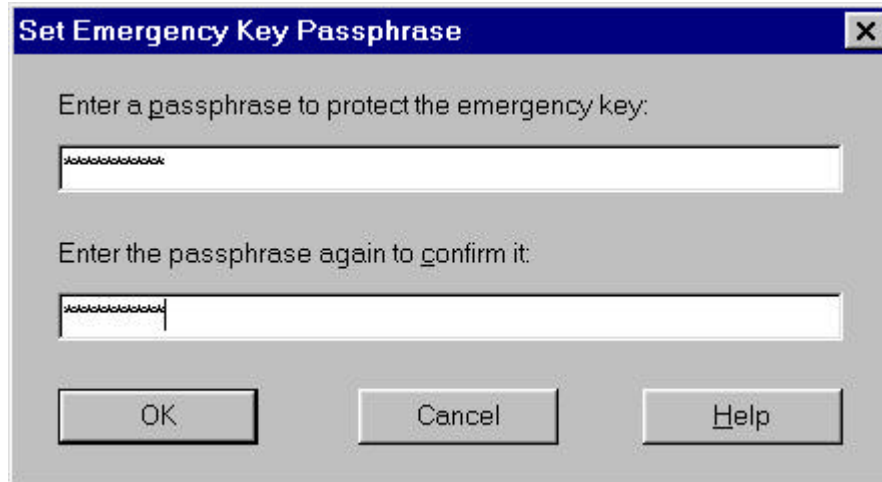 Set Emergency Key Passphrase
Enter a passphrase to protect the emergency key:
**********
Enter the passphrase again to confirm it:
**********
OK Cancel Help